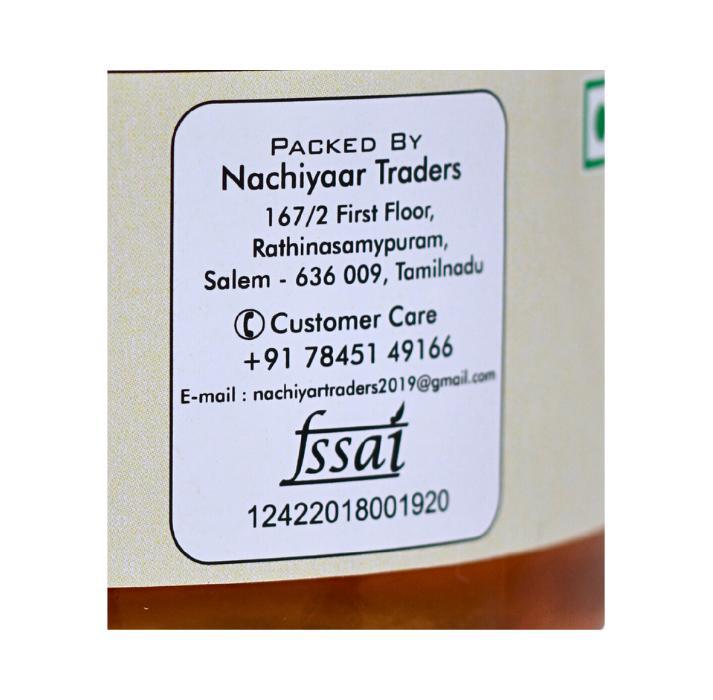 PACKED BY
Nachiyaar Traders
167/2 First Floor,
Rathinasamypuram,
Salem - 636 009, Tamilnadu
Customer Care
+91 78451 49166
E-mail : nachiyartraders2019@gmail.com
fssai
12422018001920